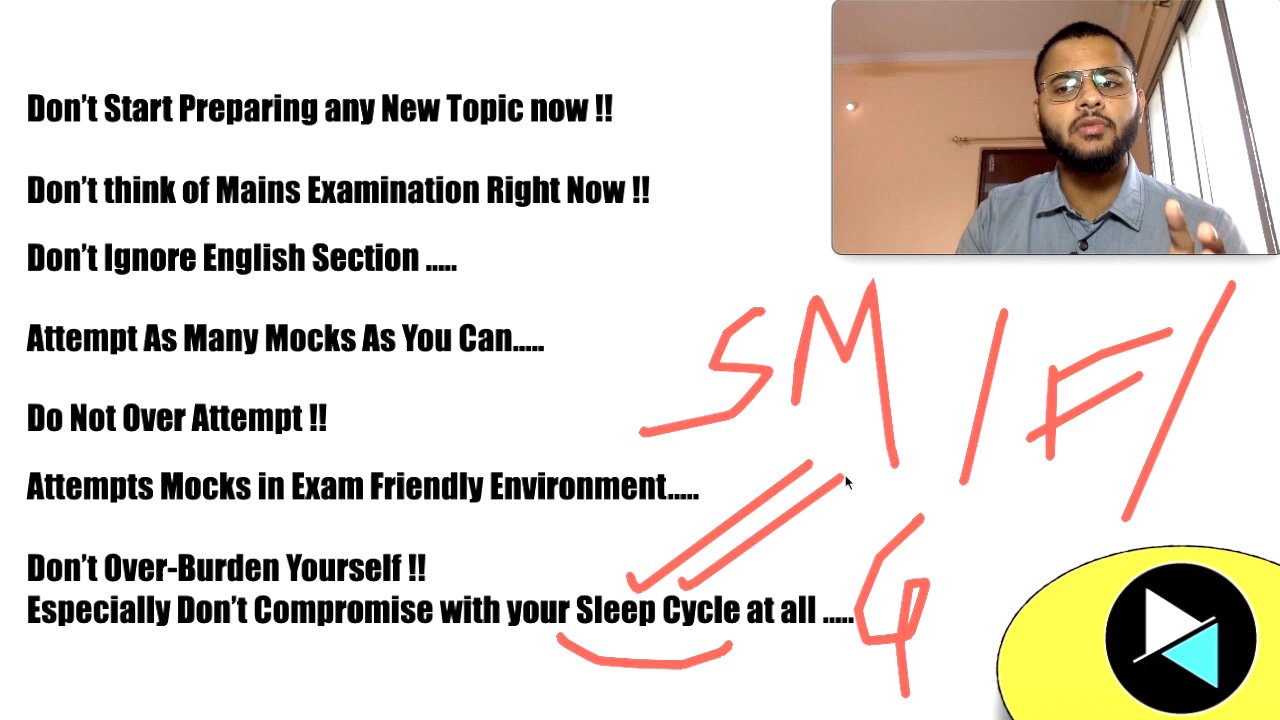 Don't Start Preparing any New Topic now !!
Don't think of Mains Examination Right Now !!
Don't Ignore English Section .....
Attempt As Many Mocks As You Can.....
Do Not Over Attempt !!
Attempts Mocks in Exam Friendly Environment.....
Don't Over-Burden Yourself !!
Especially Don't Compromise with your Sleep Cycle at all .....
SM / F /